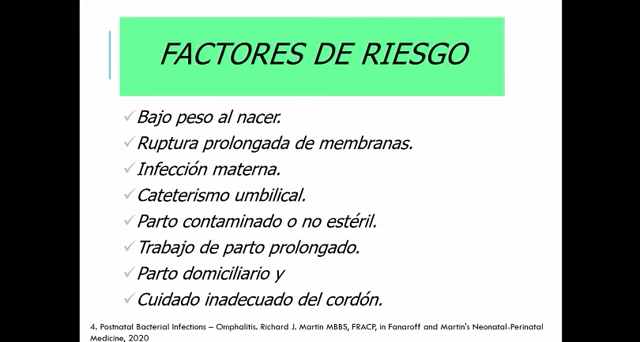 FACTORES DE RIESGO
Bajo peso al nacer.
Ruptura prolongada de membranas.
Infección materna.
Cateterismo umbilical.
Parto contaminado o no estéril.
Trabajo de parto prolongado.
Parto domiciliario y
Cuidado inadecuado del cordón.
4. Postnatal Bacterial Infections – Omphalitis. Richard J. Martin MBBS, FRACP, in Fanaroff and Martin's Neonatal-Perinatal
Medicine, 2020